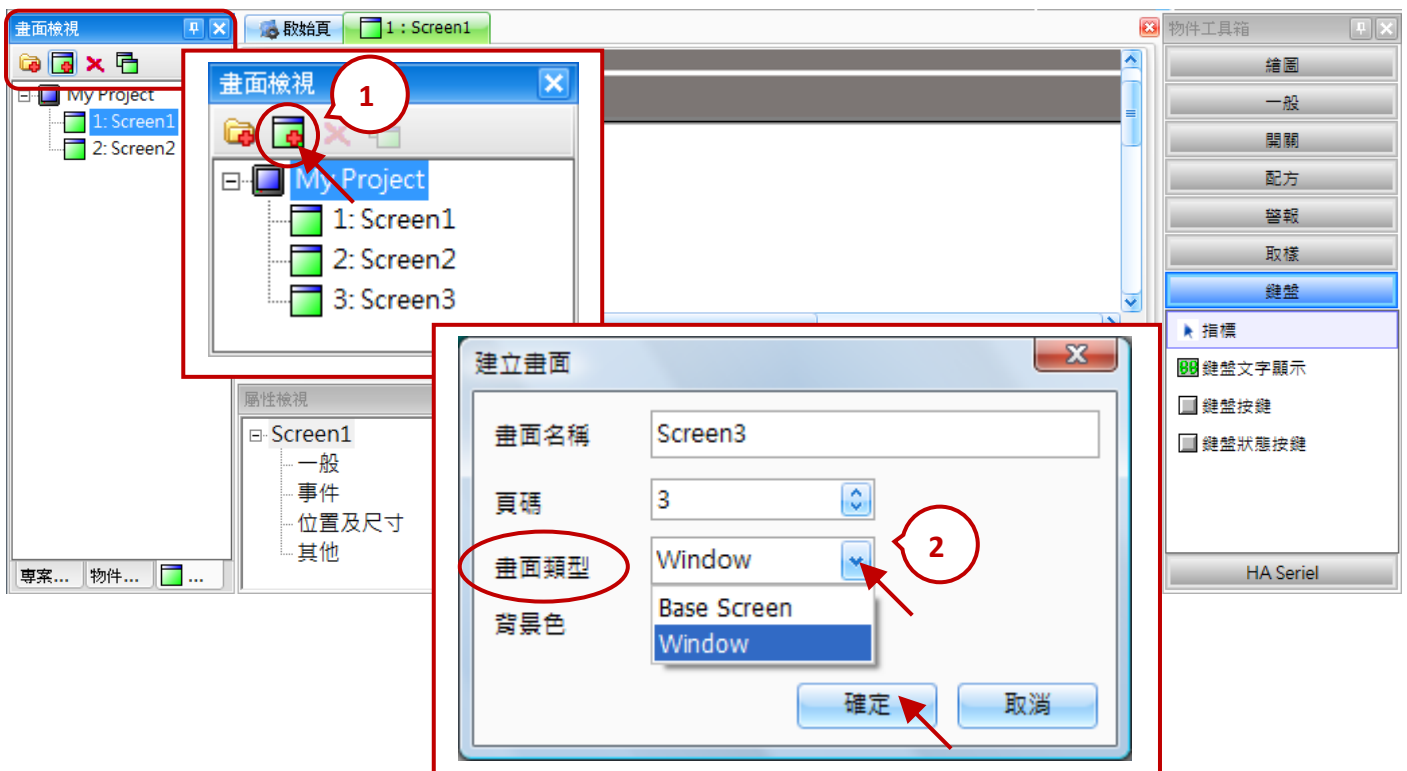 畫面檢視
My Project
1: Screen1
2: Screen2
專案...
物件...
...
啟始頁
1 : Screen1
畫面檢視
1
My Project
1: Screen1
2: Screen2
3: Screen3
屬性檢視
Screen1
一般
事件
位置及尺寸
其他
建立畫面
畫面名稱
Screen3
頁碼
3
畫面類型
Window
2
Base Screen
Window
背景色
確定
取消
物件工具箱
繪圖
一般
開關
配方
警報
取樣
鍵盤
指標
鍵盤文字顯示
鍵盤按鍵
鍵盤狀態按鍵
HA Seriel